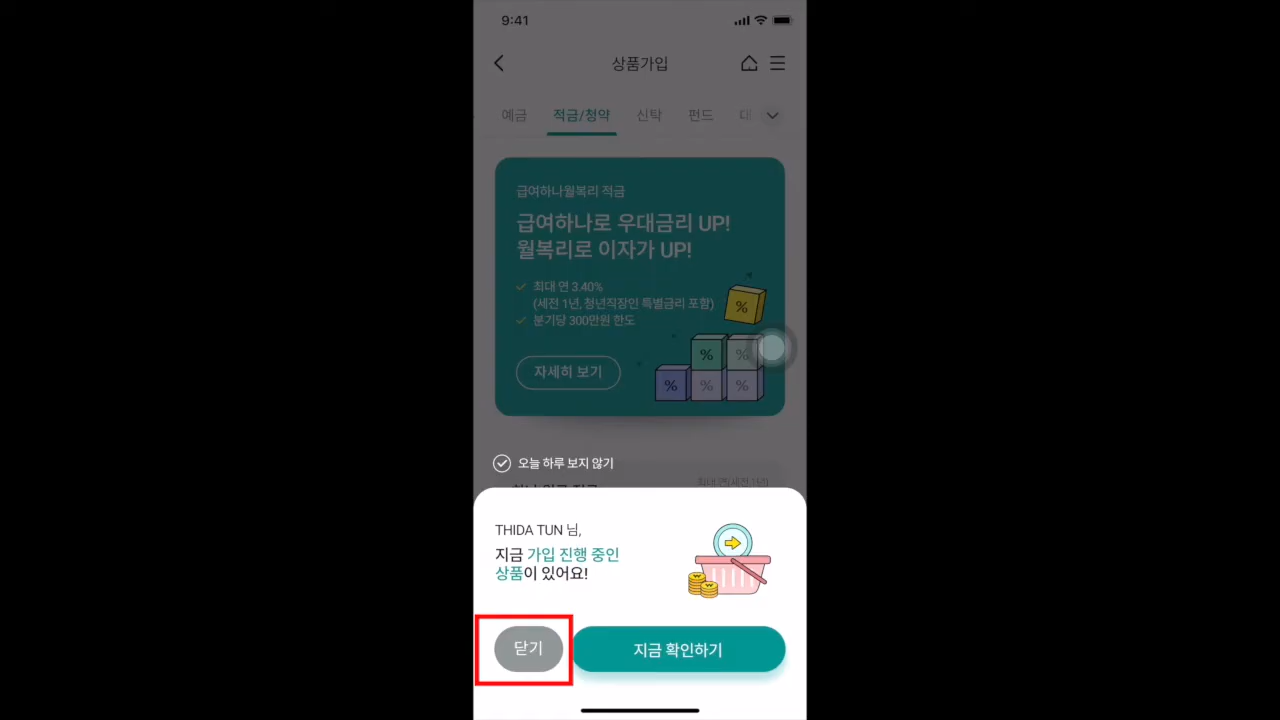 9:41
상품가입
예금 적금/청약 신탁 펀드
급여하나월복리 적금
급여하나로 우대금리 UP!
월복리로 이자가 UP!
최대 연 3.40%
(세전 1년, 청년직장인 특별금리 포함)
분기당 300만원 한도
% % % % % %
자세히 보기
오늘 하루 보지 않기
THIDA TUN 님,
지금 가입 진행 중인
상품이 있어요!
닫기 지금 확인하기